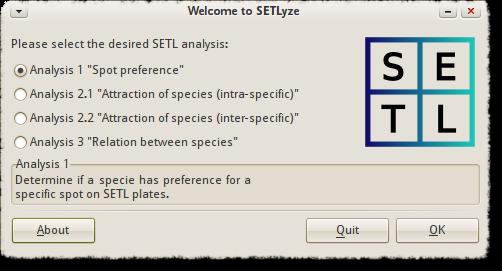 Welcome to SETLyze
Please select the desired SETL analysis:
Analysis 1 "Spot preference"
Analysis 2.1 "Attraction of species (intra-specific)"
Analysis 2.2 "Attraction of species (inter-specific)"
Analysis 3 "Relation between species"
S E
T L
Analysis 1
Determine if a specie has preference for a
specific spot on SETL plates.
About
Quit
OK